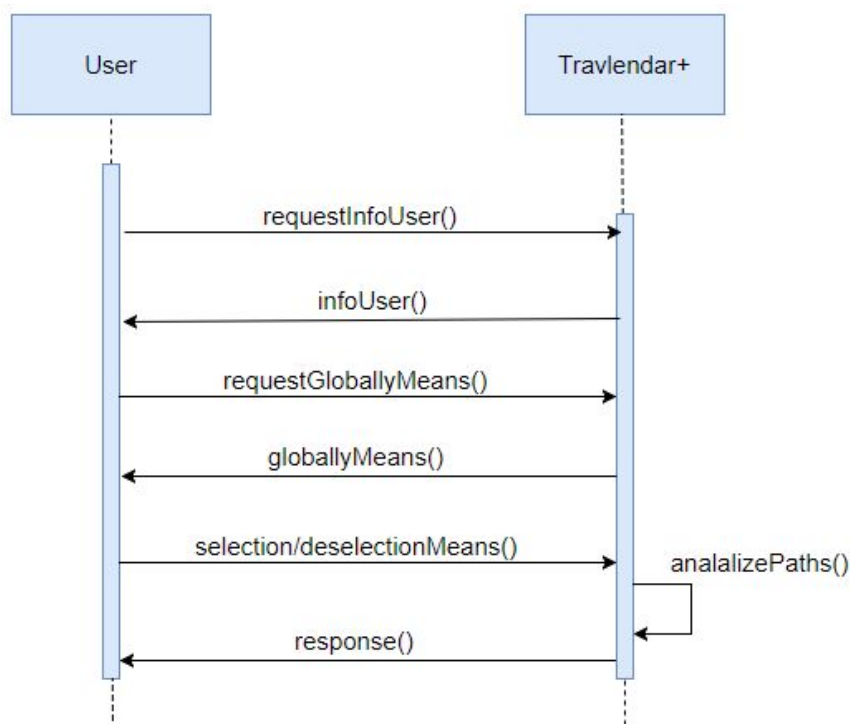 User
Travlendar+
requestInfoUser()
infoUser()
requestGloballyMeans()
globallyMeans()
selection/deselectionMeans()
analalizePaths()
response()